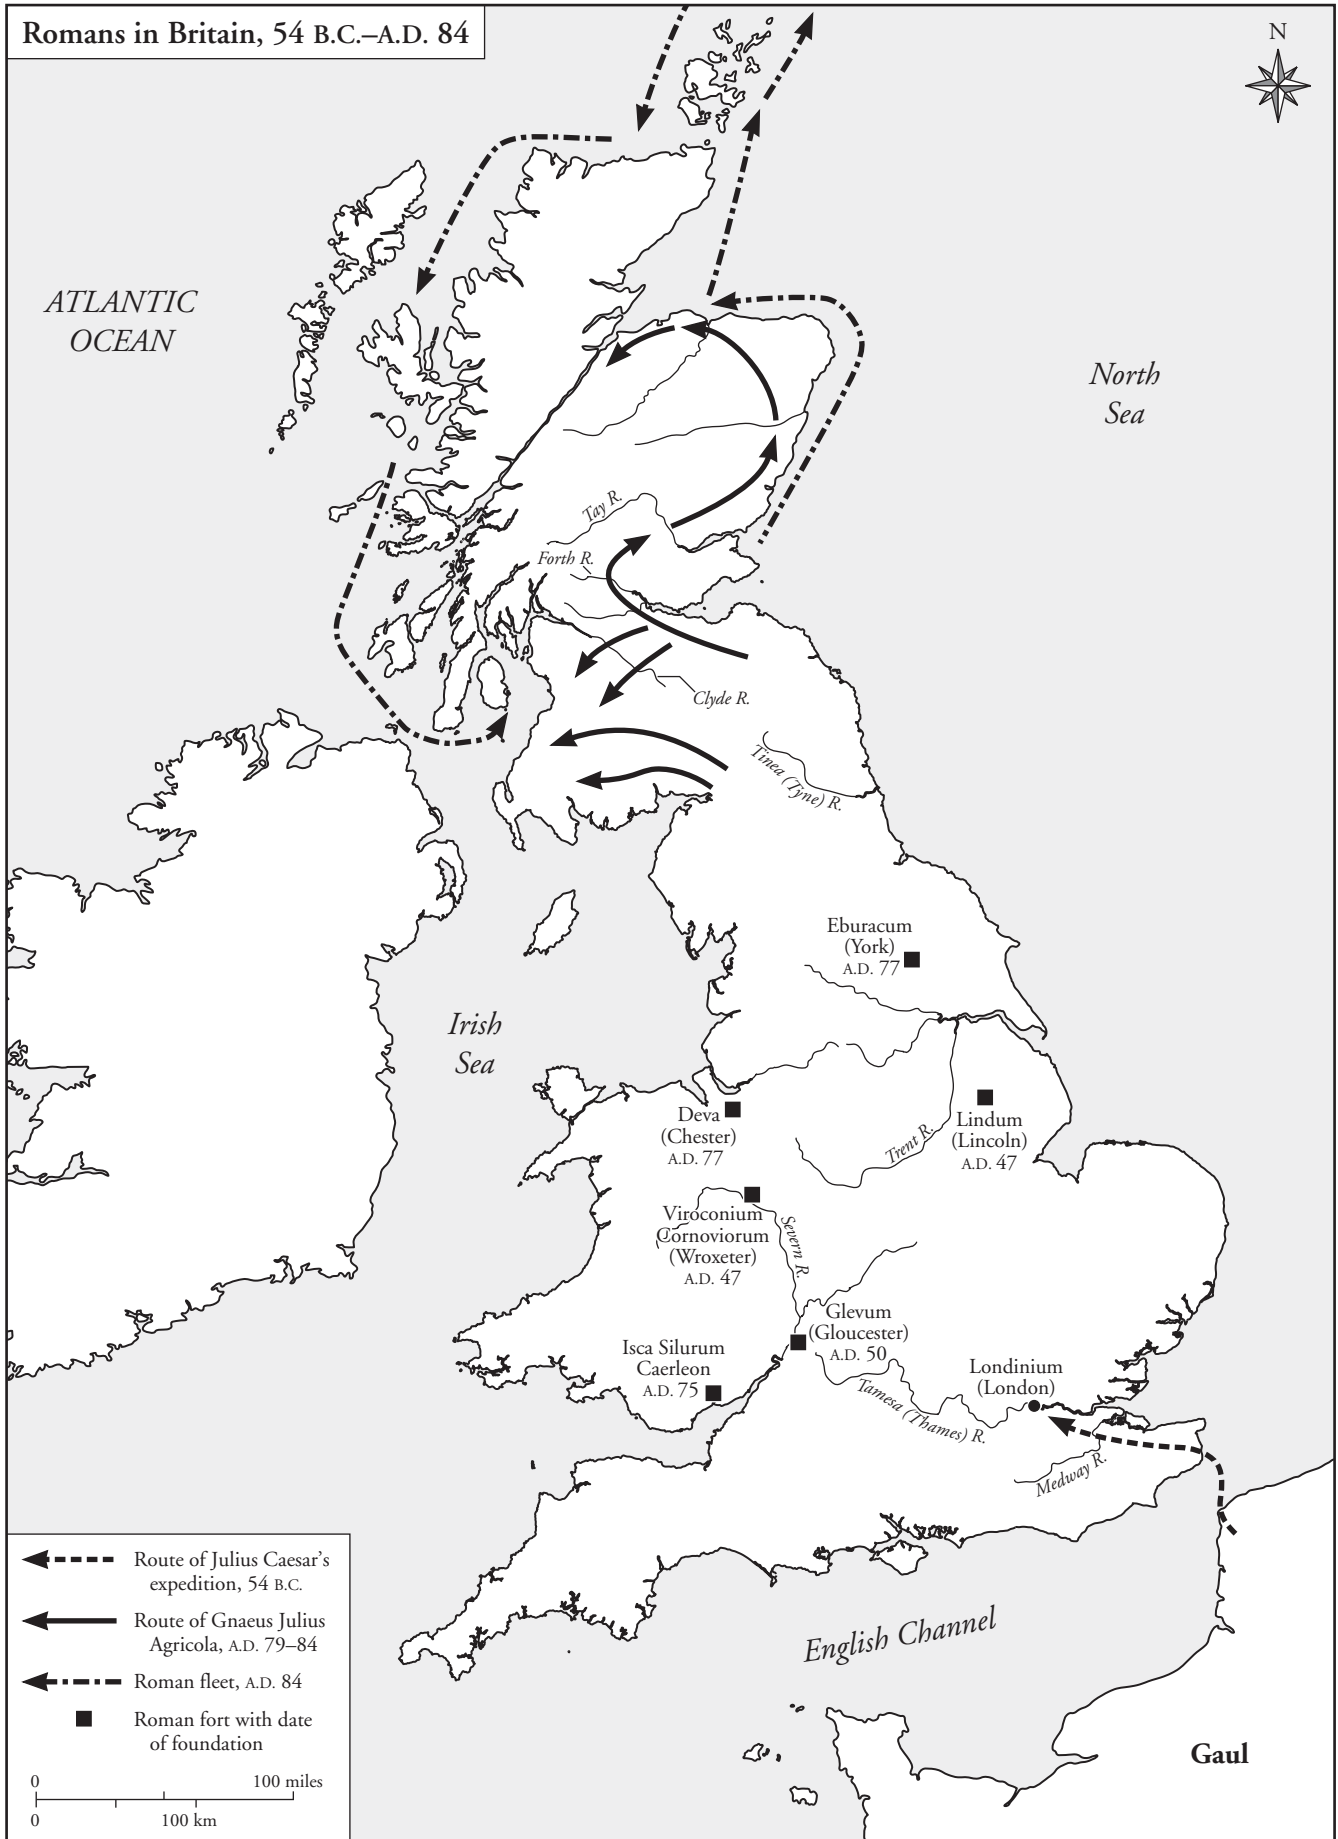 Romans in Britain, 54 B.C.–A.D. 84
N
ATLANTIC
OCEAN
North
Sea
Tay R.
Forth R.
Clyde R.
Tinea (Tyne) R.
Eburacum
(York)
A.D. 77
Irish
Sea
Deva
(Chester)
A.D. 77
Lindum
(Lincoln)
A.D. 47
Trent R.
Viroconium
Cornoviorum
(Wroxeter)
A.D. 47
Severn R.
Glevum
(Gloucester)
A.D. 50
Isca Silurum
Caerleon
A.D. 75
Londinium
(London)
Tamesa (Thames) R.
Medway R.
English Channel
Gaul
Route of Julius Caesar’s
expedition, 54 B.C.
Route of Gnaeus Julius
Agricola, A.D. 79–84
Roman fleet, A.D. 84
Roman fort with date
of foundation
0 100 miles
0 100 km